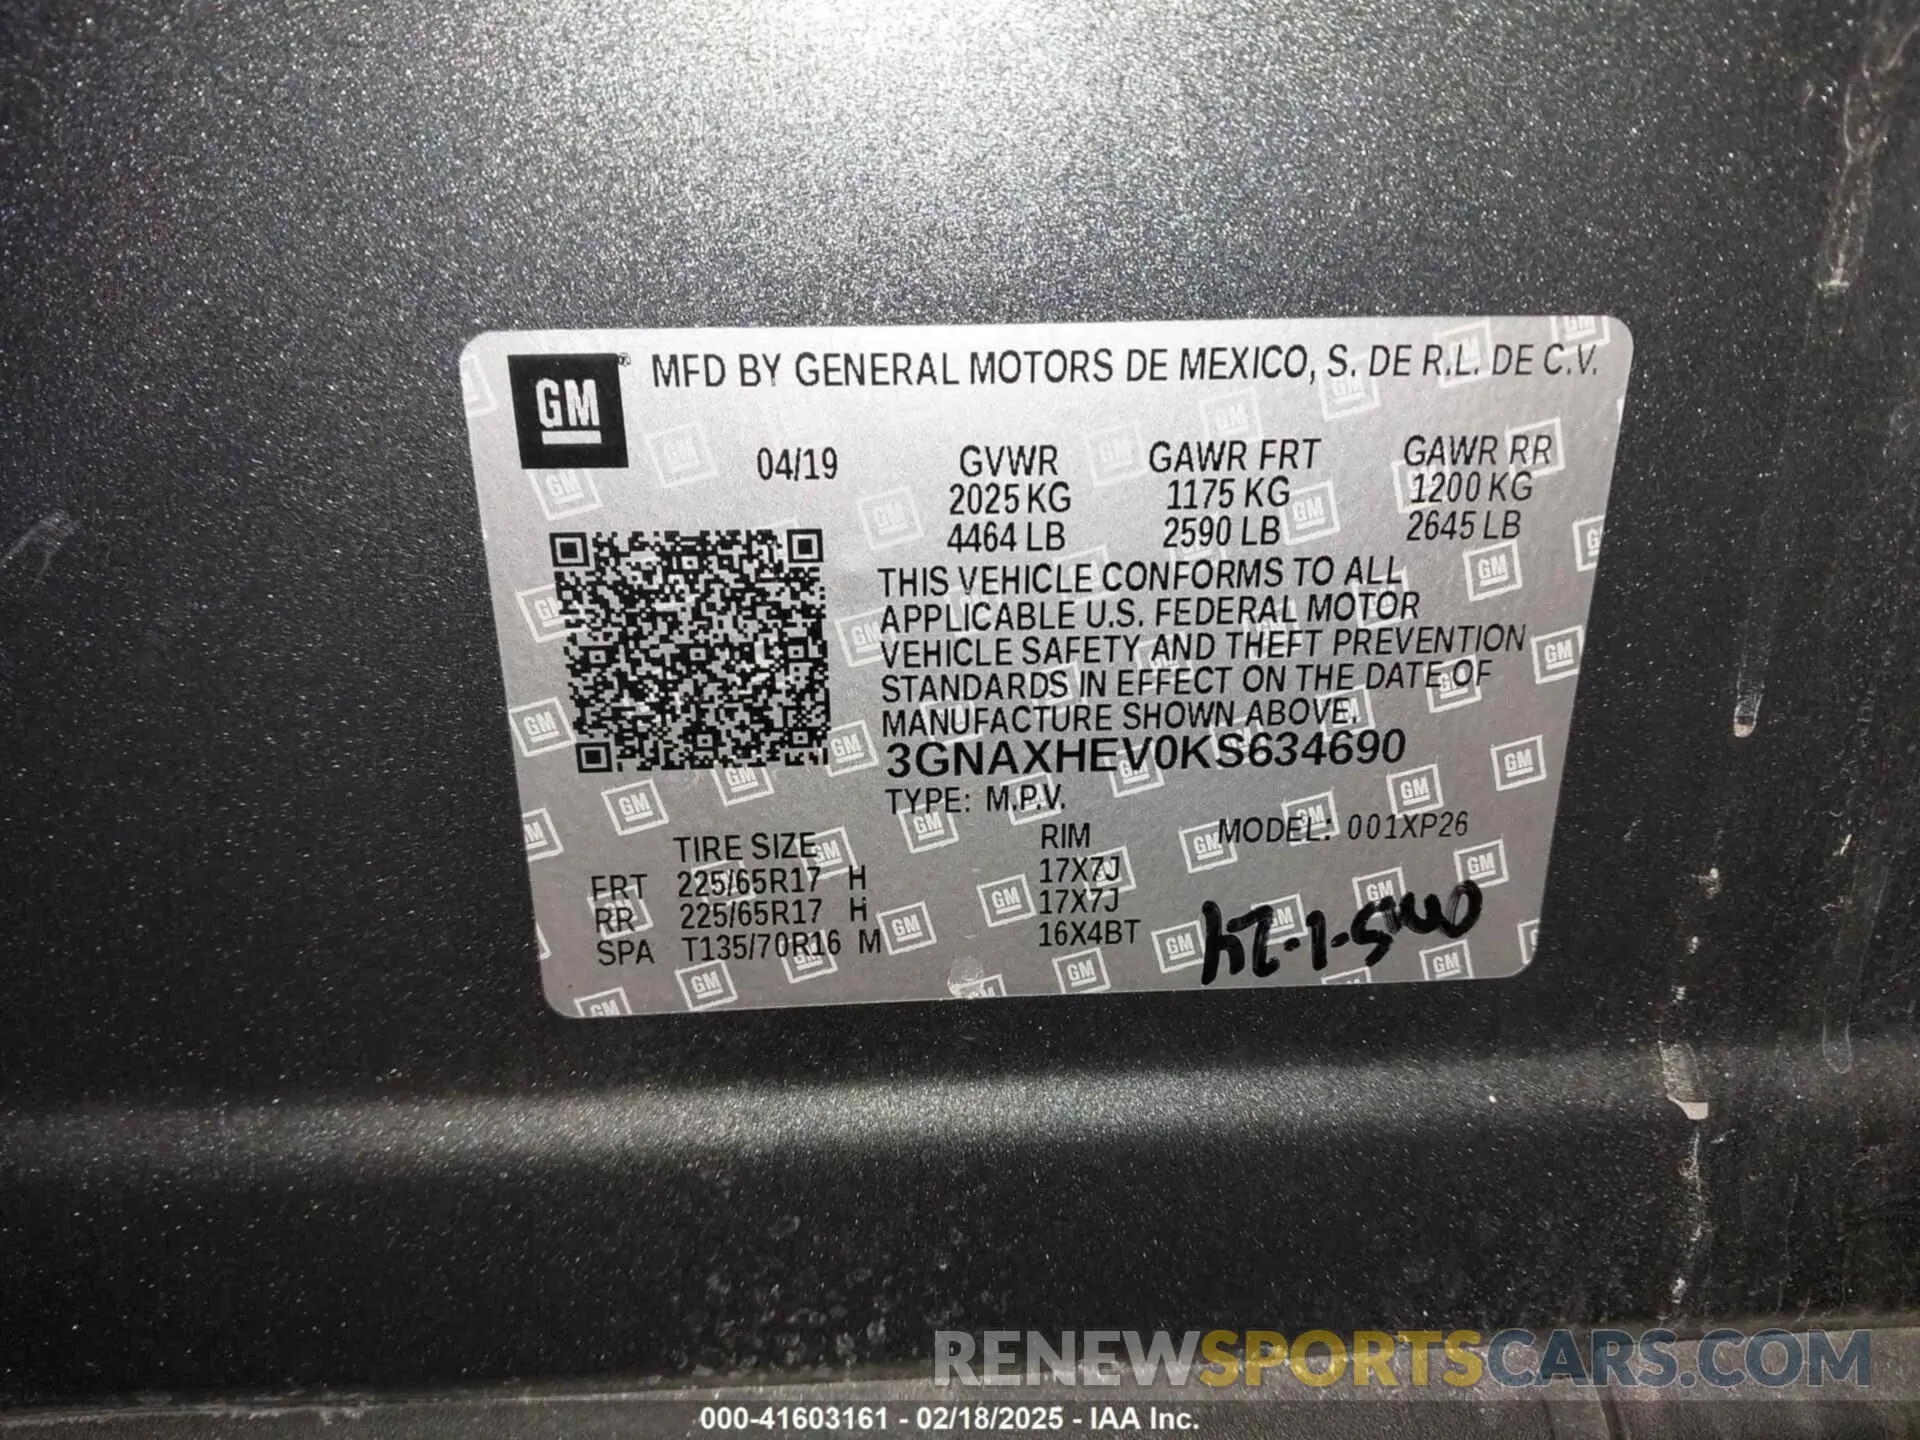 GM ® MFD BY GENERAL MOTORS DE MEXICO, S. DE R.L. DE C.V.
04/19 GVWR GAWR FRT GAWR RR
2025 KG 1175 KG 1200 KG
4464 LB 2590 LB 2645 LB
THIS VEHICLE CONFORMS TO ALL
APPLICABLE U.S. FEDERAL MOTOR
VEHICLE SAFETY AND THEFT PREVENTION
STANDARDS IN EFFECT ON THE DATE OF
MANUFACTURE SHOWN ABOVE.
3GNAXHEV0KS634690
TYPE: M.P.V. MODEL: 001XP26
TIRE SIZE RIM
FRT 225/65R17 H 17X7J
RR 225/65R17 H 17X7J
SPA T135/70R16 M 16X4BT
RENEWSPORTSCARS.COM
000-41603161 - 02/18/2025 - IAA Inc.